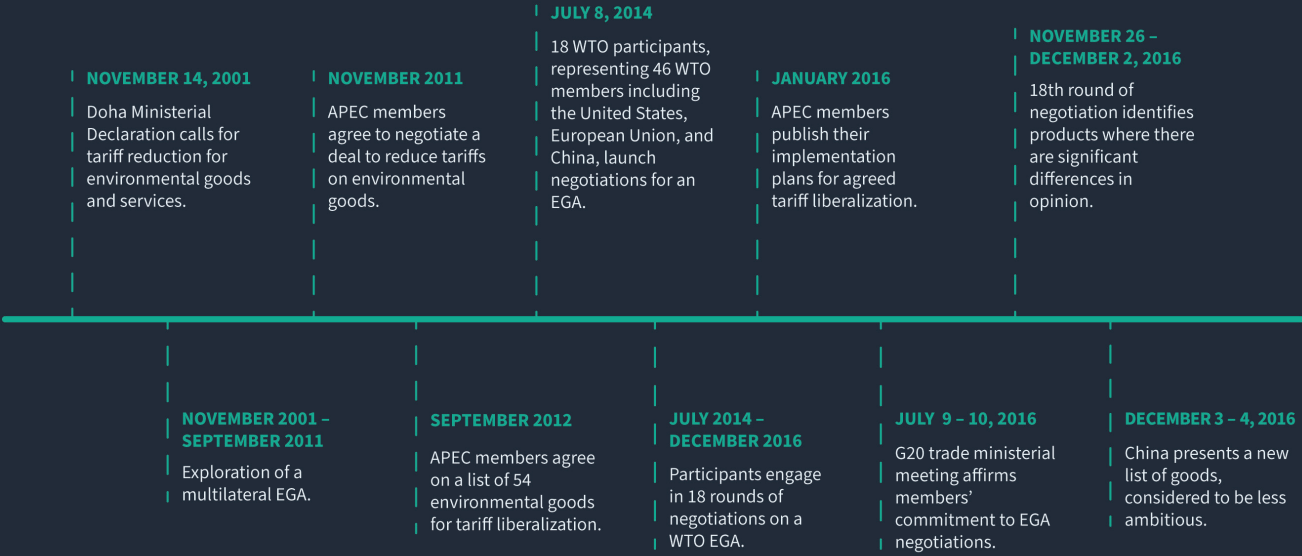 NOVEMBER 14, 2001
Doha Ministerial
Declaration calls for
tariff reduction for
environmental goods
and services.
NOVEMBER 2001 –
SEPTEMBER 2011
Exploration of a
multilateral EGA.
NOVEMBER 2011
APEC members
agree to negotiate a
deal to reduce tariffs
on environmental
goods.
SEPTEMBER 2012
APEC members agree
on a list of 54
environmental goods
for tariff liberalization.
JULY 8, 2014
18 WTO participants,
representing 46 WTO
members including
the United States,
European Union, and
China, launch
negotiations for an
EGA.
JULY 2014 –
DECEMBER 2016
Participants engage
in 18 rounds of
negotiations on a
WTO EGA.
JANUARY 2016
APEC members
publish their
implementation
plans for agreed
tariff liberalization.
JULY 9 – 10, 2016
G20 trade ministerial
meeting affirms
members’
commitment to EGA
negotiations.
NOVEMBER 26 –
DECEMBER 2, 2016
18th round of
negotiation identifies
products where there
are significant
differences in
opinion.
DECEMBER 3 – 4, 2016
China presents a new
list of goods,
considered to be less
ambitious.